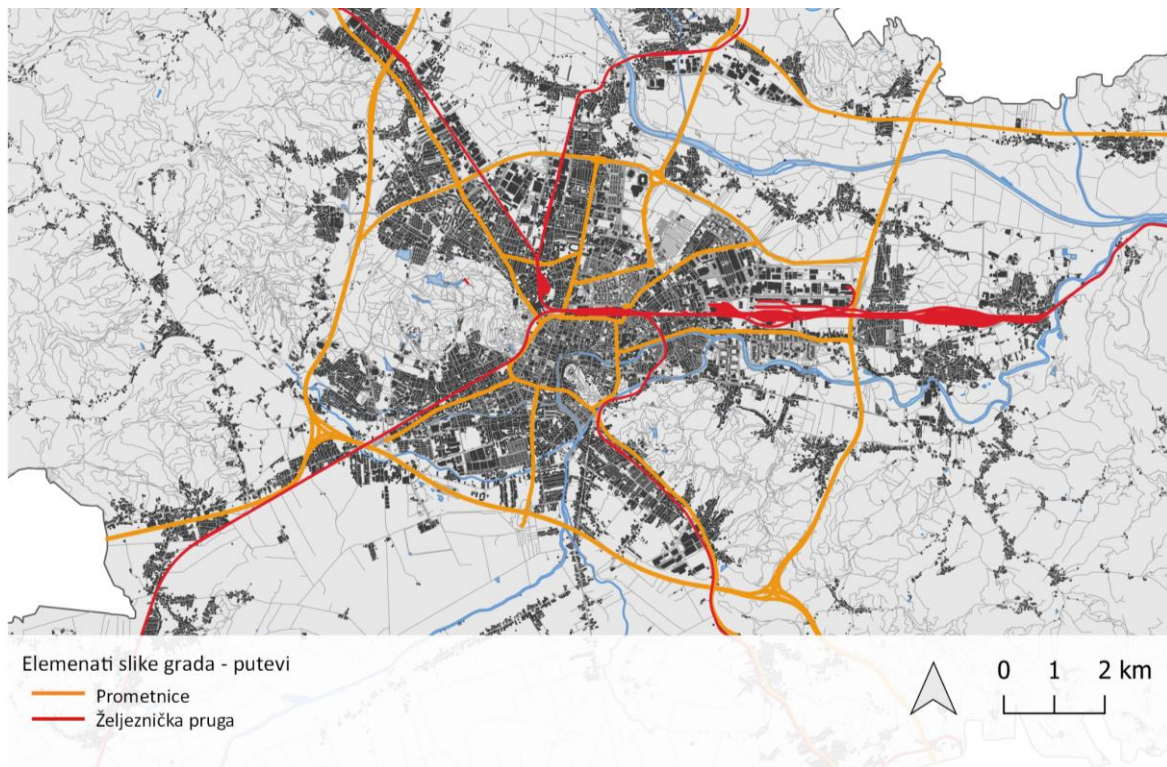 Elemenati slike grada - putevi
Prometnice
Željeznička pruga
0 1 2 km